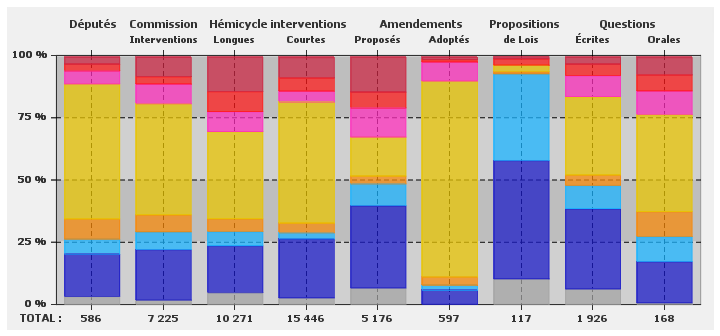 Députés Commission Hémicycle interventions Amendements Propositions Questions
Interventions Longues Courtes Proposés Adoptés de Lois Écrites Orales
100 %
75 %
50 %
25 %
0 %
TOTAL : 586 7 225 10 271 15 446 5 176 597 117 1 926 168